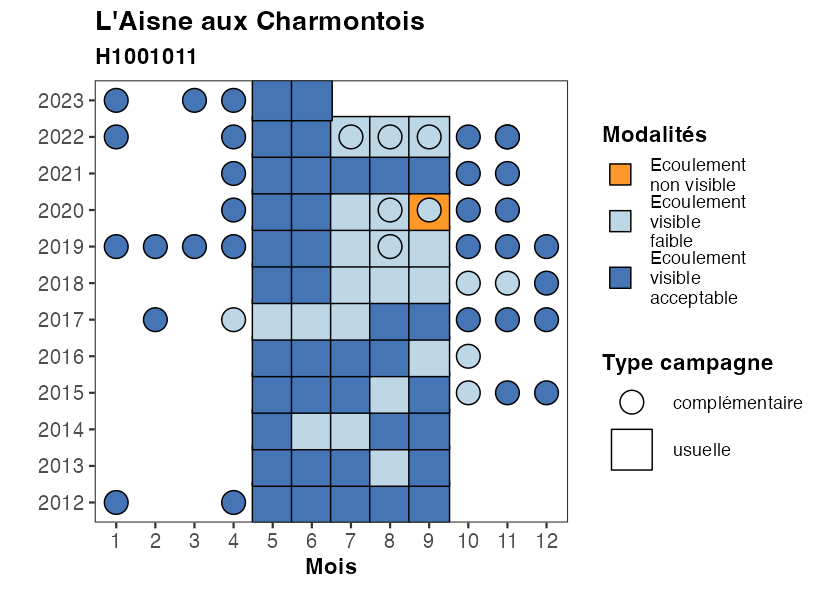 L'Aisne aux Charmontois
H1001011
2023
2022
2021
2020
2019
2018
2017
2016
2015
2014
2013
2012
1 2 3 4 5 6 7 8 9 10 11 12
Mois
Modalités
Ecoulement
non visible
Ecoulement
visible
faible
Ecoulement
visible
acceptable
Type campagne
complémentaire
usuelle